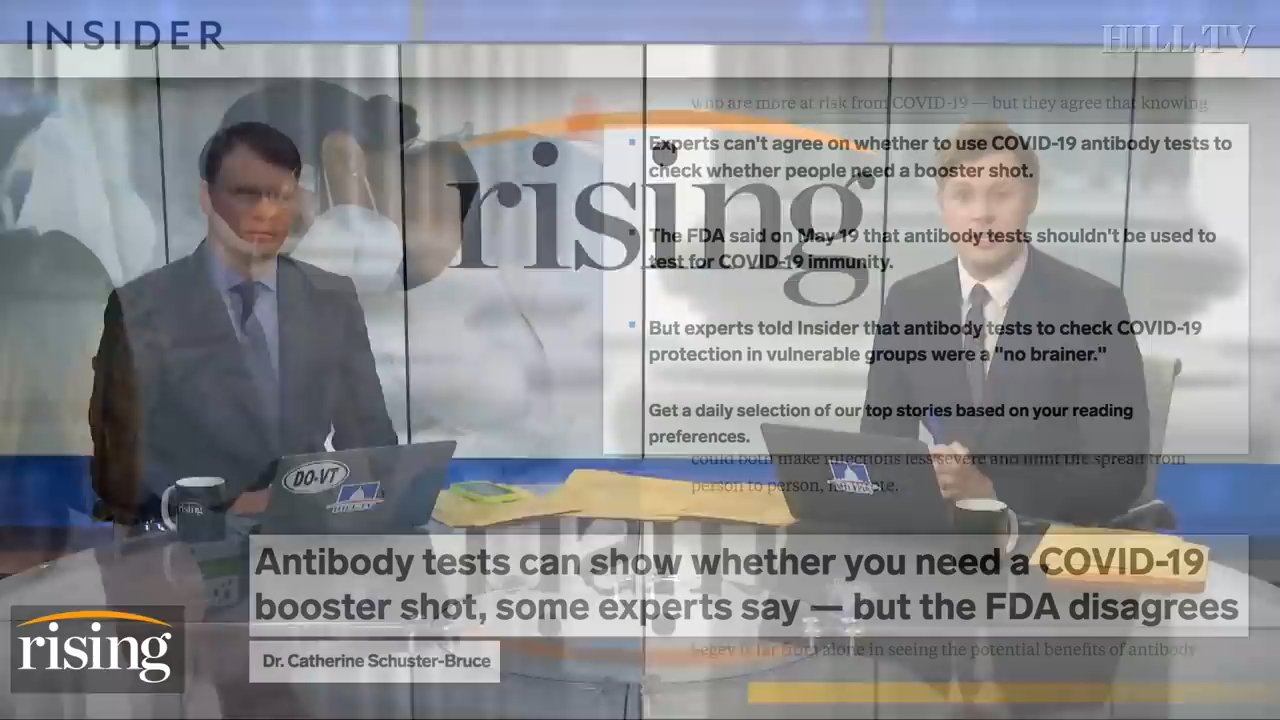 INSIDER
HILL.TV
who are more at risk from COVID-19 — but they agree that knowing
Experts can't agree on whether to use COVID-19 antibody tests to
check whether people need a booster shot.
rising
The FDA said on May 19 that antibody tests shouldn't be used to
test for COVID-19 immunity.
But experts told Insider that antibody tests to check COVID-19
protection in vulnerable groups were a "no brainer."
Get a daily selection of our top stories based on your reading
preferences.
could both make infections less severe and limit the spread from
person to person,
DO-VT
rising
Antibody tests can show whether you need a COVID-19
booster shot, some experts say — but the FDA disagrees
rising
Dr. Catherine Schuster-Bruce
Segev is far from alone in seeing the potential benefits of antibody